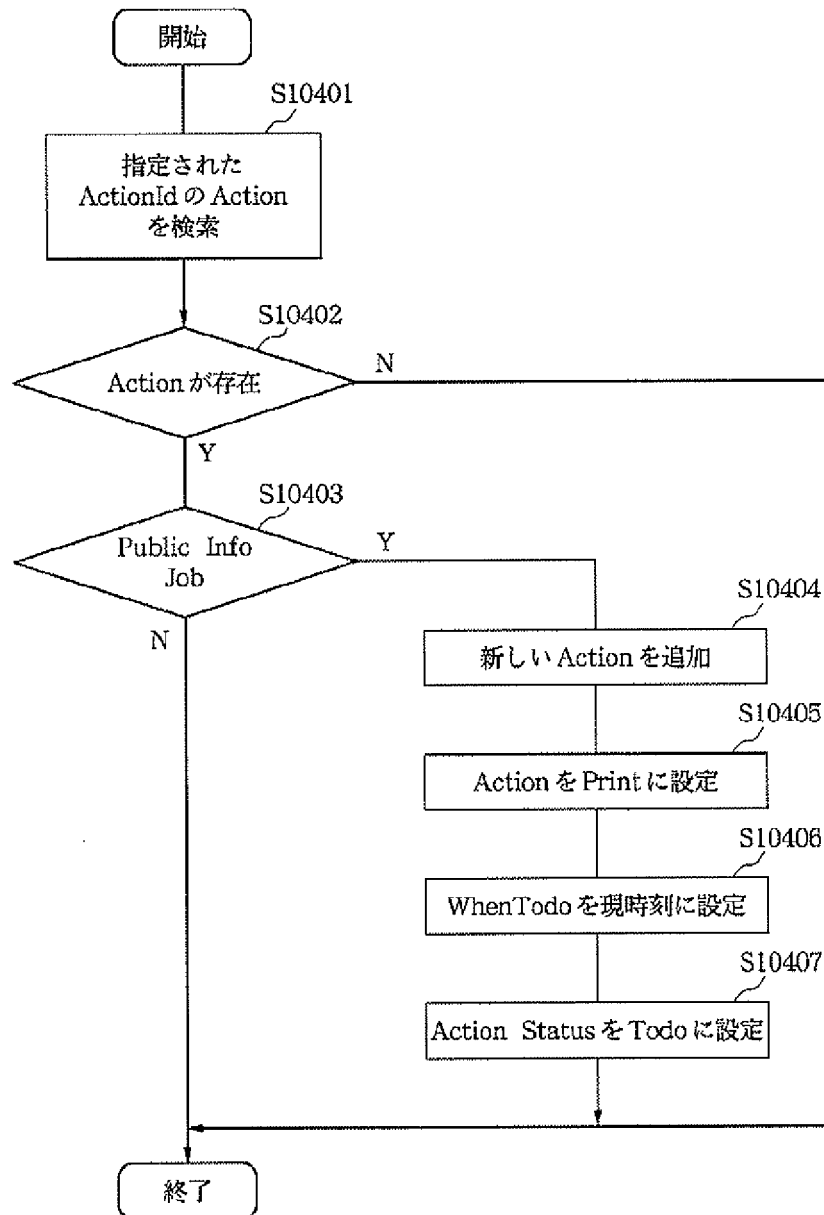 開始
S10401
指定された
ActionIdのAction
を検索
S10402
Actionが存在
N
Y
S10403
Public Info
Job
Y
N
S10404
新しいActionを追加
S10405
ActionをPrintに設定
S10406
WhenTodoを現時刻に設定
S10407
Action StatusをTodoに設定
終了